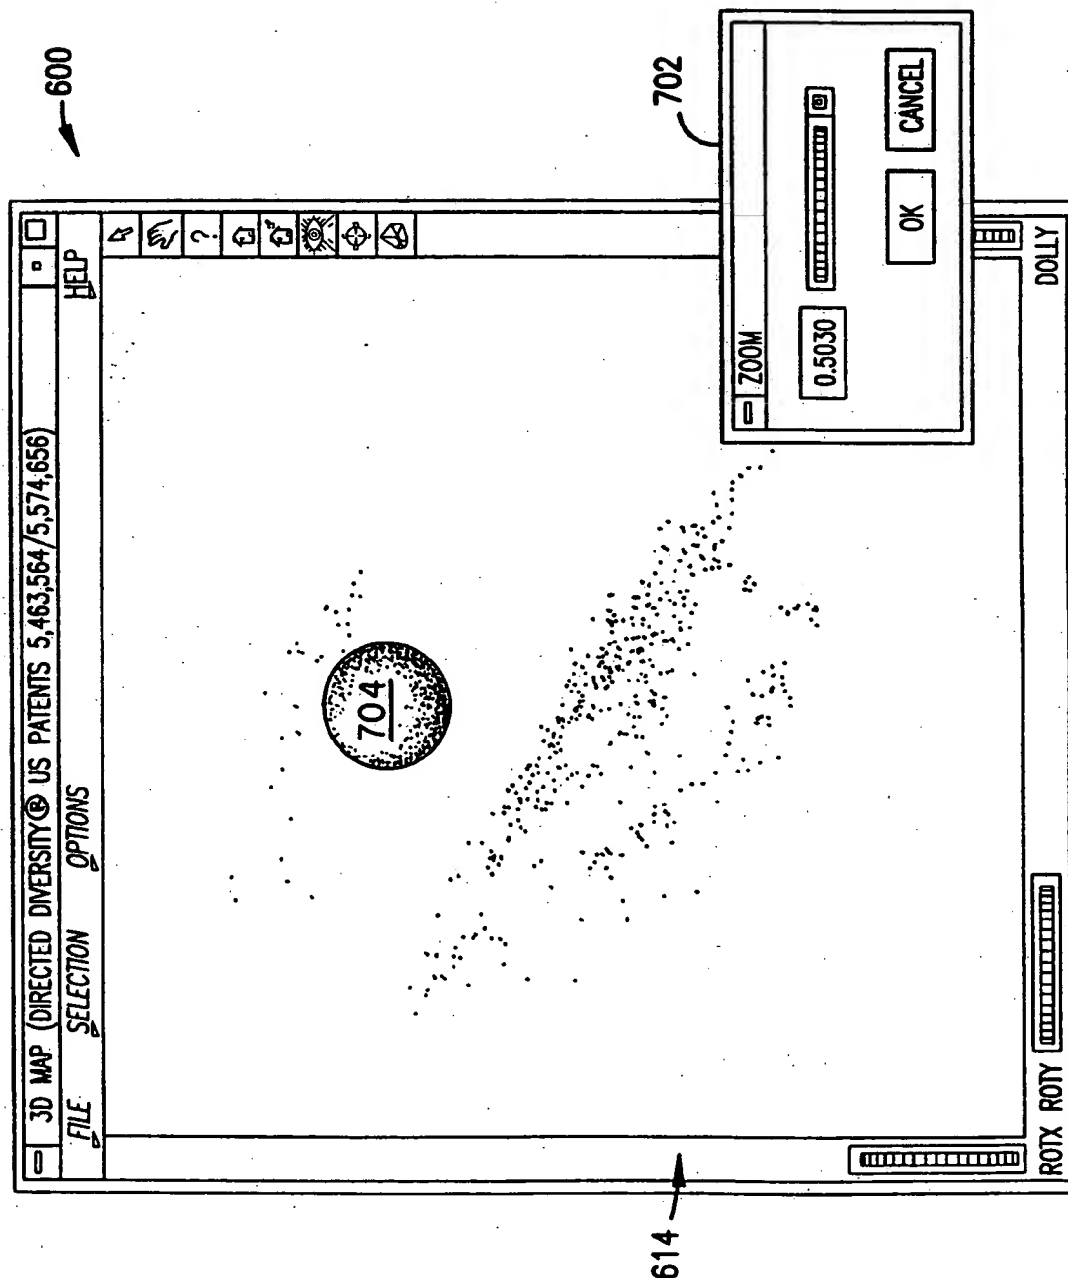 600
3D MAP (DIRECTED DIVERSITY® US PATENTS 5,463,564/5,574,656)
FILE SELECTION OPTIONS HELP
?
704
702
ZOOM
0.5030
OK CANCEL
614
ROTX ROTY DOLLY